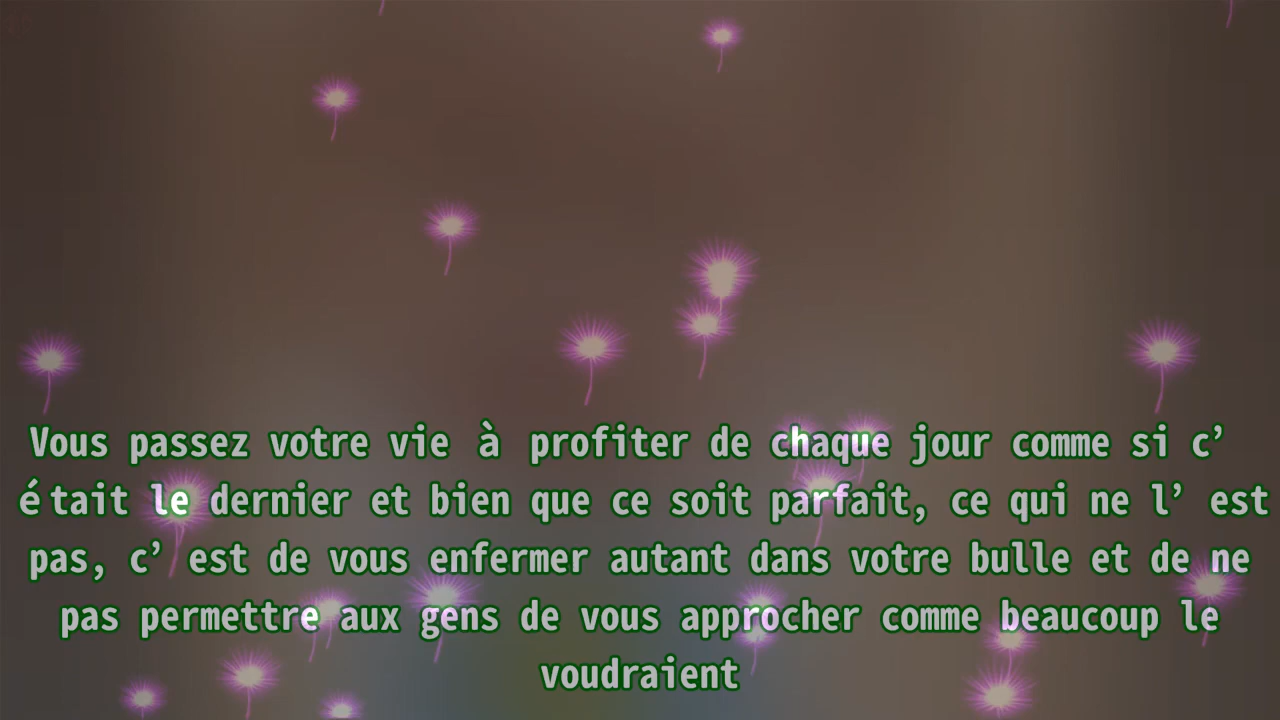 Vous passez votre vie à profiter de chaque jour comme si c’
était le dernier et bien que ce soit parfait, ce qui ne l’ est
pas, c’ est de vous enfermer autant dans votre bulle et de ne
pas permettre aux gens de vous approcher comme beaucoup le
voudraient